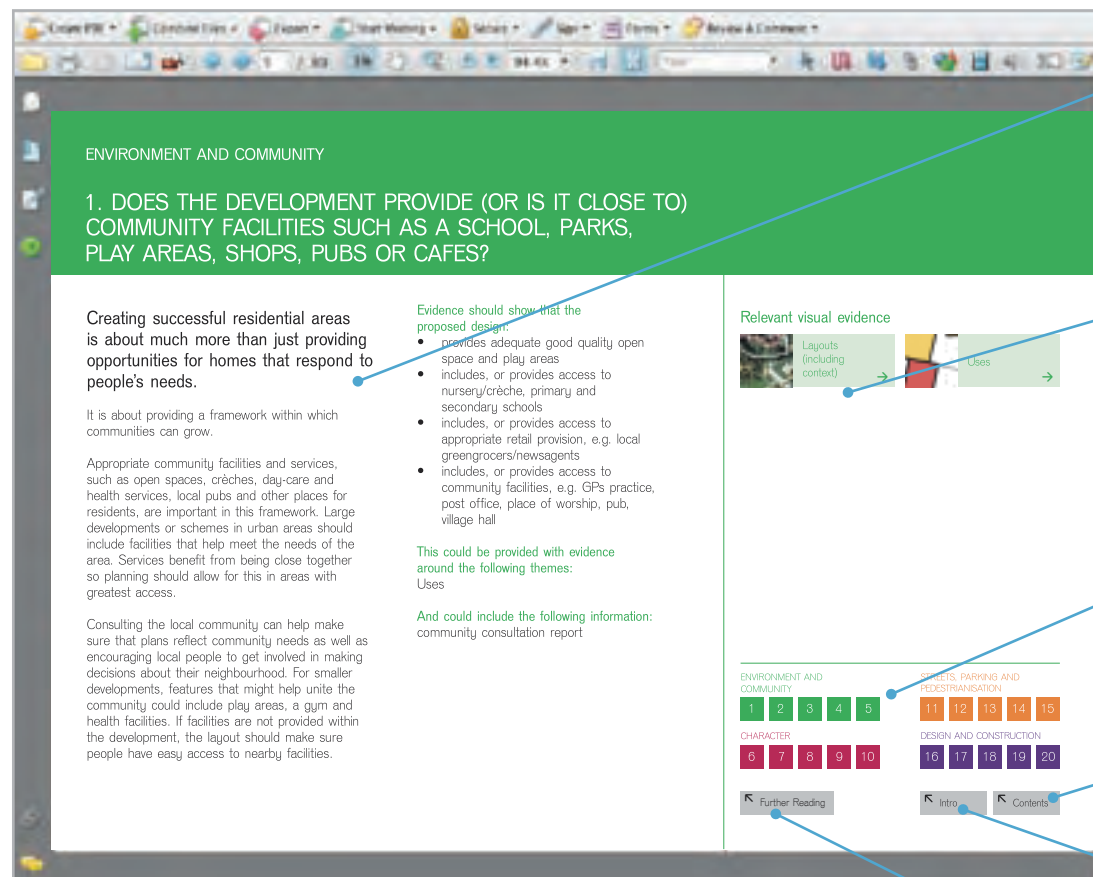 ENVIRONMENT AND COMMUNITY
1. DOES THE DEVELOPMENT PROVIDE (OR IS IT CLOSE TO)
COMMUNITY FACILITIES SUCH AS A SCHOOL, PARKS,
PLAY AREAS, SHOPS, PUBS OR CAFES?
Creating successful residential areas
is about much more than just providing
opportunities for homes that respond to
people's needs.
It is about providing a framework within which
communities can grow.
Appropriate community facilities and services,
such as open spaces, crèches, day-care and
health services, local pubs and other places for
residents, are important in this framework. Large
developments or schemes in urban areas should
include facilities that help meet the needs of the
area. Services benefit from being close together
so planning should allow for this in areas with
greatest access.
Consulting the local community can help make
sure that plans reflect community needs as well as
encouraging local people to get involved in making
decisions about their neighbourhood. For smaller
developments, features that might help unite the
community could include play areas, a gym and
health facilities. If facilities are not provided within
the development, the layout should make sure
people have easy access to nearby facilities.
Evidence should show that the
proposed design:
• provides adequate good quality open
space and play areas
• includes, or provides access to
nursery/crèche, primary and
secondary schools
• includes, or provides access to
appropriate retail provision, e.g. local
greengrocers/newsagents
• includes, or provides access to
community facilities, e.g. GPs practice,
post office, place of worship, pub,
village hall
This could be provided with evidence
around the following themes:
Uses
And could include the following information:
community consultation report
Relevant visual evidence
Layouts
(including
context)
Uses
ENVIRONMENT AND
COMMUNITY
1 2 3 4 5
STREETS, PARKING AND
PEDESTRIANISATION
11 12 13 14 15
CHARACTER
6 7 8 9 10
DESIGN AND CONSTRUCTION
16 17 18 19 20
Further Reading
Intro
Contents